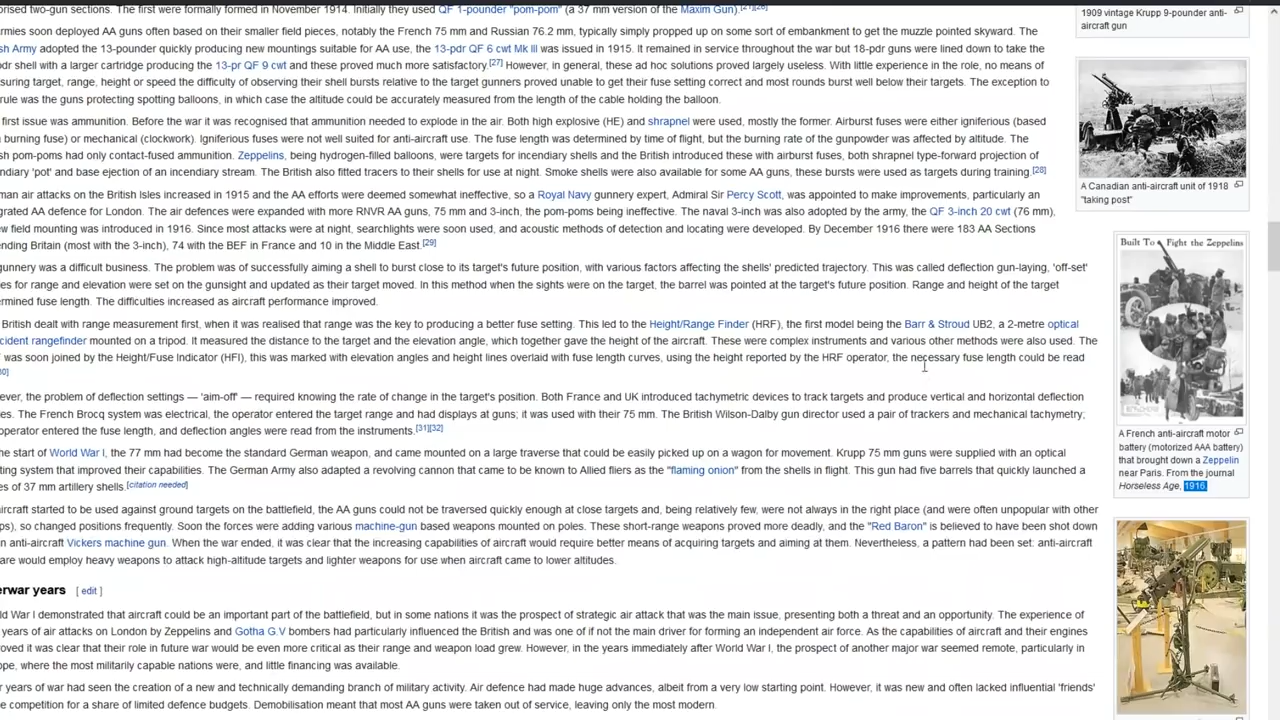 orised two-gun sections. The first were formally formed in November 1914. Initially they used QF 1-pounder "pom-pom" (a 37 mm version of the Maxim Gun).[21][26]
rmies soon deployed AA guns often based on their smaller field pieces, notably the French 75 mm and Russian 76.2 mm, typically simply propped up on some sort of embankment to get the muzzle pointed skyward. The
sh Army adopted the 13-pounder quickly producing new mountings suitable for AA use, the 13-pdr QF 6 cwt Mk III was issued in 1915. It remained in service throughout the war but 18-pdr guns were lined down to take the
pdr shell with a larger cartridge producing the 13-pr QF 9 cwt and these proved much more satisfactory.[27] However, in general, these ad hoc solutions proved largely useless. With little experience in the role, no means of
suring target, range, height or speed the difficulty of observing their shell bursts relative to the target gunners proved unable to get their fuse setting correct and most rounds burst well below their targets. The exception to
rule was the guns protecting spotting balloons, in which case the altitude could be accurately measured from the length of the cable holding the balloon.
first issue was ammunition. Before the war it was recognised that ammunition needed to explode in the air. Both high explosive (HE) and shrapnel were used, mostly the former. Airburst fuses were either igniferious (based
burning fuse) or mechanical (clockwork). Igniferious fuses were not well suited for anti-aircraft use. The fuse length was determined by time of flight, but the burning rate of the gunpowder was affected by altitude. The
sh pom-poms had only contact-fused ammunition. Zeppelins, being hydrogen-filled balloons, were targets for incendiary shells and the British introduced these with airburst fuses, both shrapnel type-forward projection of
ndiary 'pot' and base ejection of an incendiary stream. The British also fitted tracers to their shells for use at night. Smoke shells were also available for some AA guns, these bursts were used as targets during training.[28]
man air attacks on the British Isles increased in 1915 and the AA efforts were deemed somewhat ineffective, so a Royal Navy gunnery expert, Admiral Sir Percy Scott, was appointed to make improvements, particularly an
grated AA defence for London. The air defences were expanded with more RNVR AA guns, 75 mm and 3-inch, the pom-poms being ineffective. The naval 3-inch was also adopted by the army, the QF 3-inch 20 cwt (76 mm),
ew field mounting was introduced in 1916. Since most attacks were at night, searchlights were soon used, and acoustic methods of detection and locating were developed. By December 1916 there were 183 AA Sections
ending Britain (most with the 3-inch), 74 with the BEF in France and 10 in the Middle East.[29]
gunnery was a difficult business. The problem was of successfully aiming a shell to burst close to its target's future position, with various factors affecting the shells' predicted trajectory. This was called deflection gun-laying, 'off-set'
es for range and elevation were set on the gunsight and updated as their target moved. In this method when the sights were on the target, the barrel was pointed at the target's future position. Range and height of the target
ermined fuse length. The difficulties increased as aircraft performance improved.
British dealt with range measurement first, when it was realised that range was the key to producing a better fuse setting. This led to the Height/Range Finder (HRF), the first model being the Barr & Stroud UB2, a 2-metre optical
cident rangefinder mounted on a tripod. It measured the distance to the target and the elevation angle, which together gave the height of the aircraft. These were complex instruments and various other methods were also used. The
was soon joined by the Height/Fuse Indicator (HFI), this was marked with elevation angles and height lines overlaid with fuse length curves, using the height reported by the HRF operator, the necessary fuse length could be read
30]
ever, the problem of deflection settings — 'aim-off' — required knowing the rate of change in the target's position. Both France and UK introduced tachymetric devices to track targets and produce vertical and horizontal deflection
es. The French Brocq system was electrical, the operator entered the target range and had displays at guns; it was used with their 75 mm. The British Wilson-Dalby gun director used a pair of trackers and mechanical tachymetry;
operator entered the fuse length, and deflection angles were read from the instruments.[31][32]
he start of World War I, the 77 mm had become the standard German weapon, and came mounted on a large traverse that could be easily picked up on a wagon for movement. Krupp 75 mm guns were supplied with an optical
ting system that improved their capabilities. The German Army also adapted a revolving cannon that came to be known to Allied fliers as the "flaming onion" from the shells in flight. This gun had five barrels that quickly launched a
es of 37 mm artillery shells.[citation needed]
ircraft started to be used against ground targets on the battlefield, the AA guns could not be traversed quickly enough at close targets and, being relatively few, were not always in the right place (and were often unpopular with other
ps), so changed positions frequently. Soon the forces were adding various machine-gun based weapons mounted on poles. These short-range weapons proved more deadly, and the "Red Baron" is believed to have been shot down
n anti-aircraft Vickers machine gun. When the war ended, it was clear that the increasing capabilities of aircraft would require better means of acquiring targets and aiming at them. Nevertheless, a pattern had been set: anti-aircraft
are would employ heavy weapons to attack high-altitude targets and lighter weapons for use when aircraft came to lower altitudes.
erwar years [ edit ]
ld War I demonstrated that aircraft could be an important part of the battlefield, but in some nations it was the prospect of strategic air attack that was the main issue, presenting both a threat and an opportunity. The experience of
years of air attacks on London by Zeppelins and Gotha G.V bombers had particularly influenced the British and was one of if not the main driver for forming an independent air force. As the capabilities of aircraft and their engines
oved it was clear that their role in future war would be even more critical as their range and weapon load grew. However, in the years immediately after World War I, the prospect of another major war seemed remote, particularly in
ope, where the most militarily capable nations were, and little financing was available.
r years of war had seen the creation of a new and technically demanding branch of military activity. Air defence had made huge advances, albeit from a very low starting point. However, it was new and often lacked influential 'friends'
e competition for a share of limited defence budgets. Demobilisation meant that most AA guns were taken out of service, leaving only the most modern.
1909 vintage Krupp 9-pounder anti-
aircraft gun
A Canadian anti-aircraft unit of 1918
"taking post"
Built To Fight the Zeppelins
A French anti-aircraft motor
battery (motorized AAA battery)
that brought down a Zeppelin
near Paris. From the journal
Horseless Age, 1916.